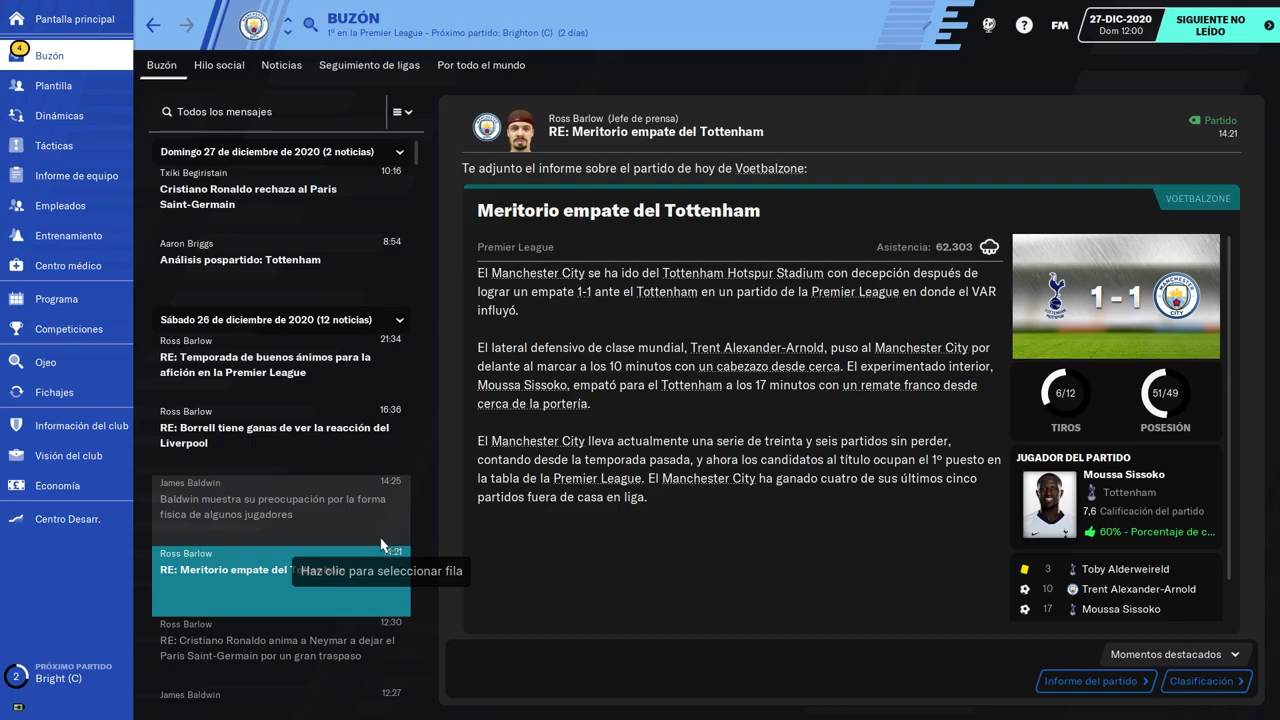 Pantalla principal
4
Buzón
Plantilla
Dinámicas
Tácticas
Informe de equipo
Empleados
Entrenamiento
Centro médico
Programa
Competiciones
Ojeo
Fichajes
Información del club
Visión del club
Economía
Centro Desarr.
2
PRÓXIMO PARTIDO
Bright (C)
BUZÓN
1º en la Premier League - Próximo partido: Brighton (C) (2 días)
FM
27-DIC-2020
Dom 12:00
SIGUIENTE NO
LEÍDO
Buzón
Hilo social
Noticias
Seguimiento de ligas
Por todo el mundo
Todos los mensajes
Domingo 27 de diciembre de 2020 (2 noticias)
Txiki Begiristain 10:16
Cristiano Ronaldo rechaza al Paris
Saint-Germain
Aaron Briggs 8:54
Análisis pospartido: Tottenham
Sábado 26 de diciembre de 2020 (12 noticias)
Ross Barlow 21:34
RE: Temporada de buenos ánimos para la
afición en la Premier League
Ross Barlow 16:36
RE: Borrell tiene ganas de ver la reacción del
Liverpool
James Baldwin 14:25
Baldwin muestra su preocupación por la forma
física de algunos jugadores
Ross Barlow 14:21
RE: Meritorio empate del
Haz clic para seleccionar fila
Ross Barlow 12:30
RE: Cristiano Ronaldo anima a Neymar a dejar el
Paris Saint-Germain por un gran traspaso
James Baldwin 12:27
Ross Barlow (Jefe de prensa)
RE: Meritorio empate del Tottenham
Partido
14:21
Te adjunto el informe sobre el partido de hoy de Voetbalzone:
VOETBALZONE
Meritorio empate del Tottenham
Premier League
Asistencia: 62.303
El Manchester City se ha ido del Tottenham Hotspur Stadium con decepción después de
lograr un empate 1-1 ante el Tottenham en un partido de la Premier League en donde el VAR
influyó.
El lateral defensivo de clase mundial, Trent Alexander-Arnold, puso al Manchester City por
delante al marcar a los 10 minutos con un cabezazo desde cerca. El experimentado interior,
Moussa Sissoko, empató para el Tottenham a los 17 minutos con un remate franco desde
cerca de la portería.
El Manchester City lleva actualmente una serie de treinta y seis partidos sin perder,
contando desde la temporada pasada, y ahora los candidatos al título ocupan el 1º puesto en
la tabla de la Premier League. El Manchester City ha ganado cuatro de sus últimos cinco
partidos fuera de casa en liga.
1 - 1
6/12
TIROS
51/49
POSESIÓN
JUGADOR DEL PARTIDO
Moussa Sissoko
Tottenham
7,6 Calificación del partido
60% - Porcentaje de c...
3 Toby Alderweireld
10 Trent Alexander-Arnold
17 Moussa Sissoko
Momentos destacados
Informe del partido
Clasificación